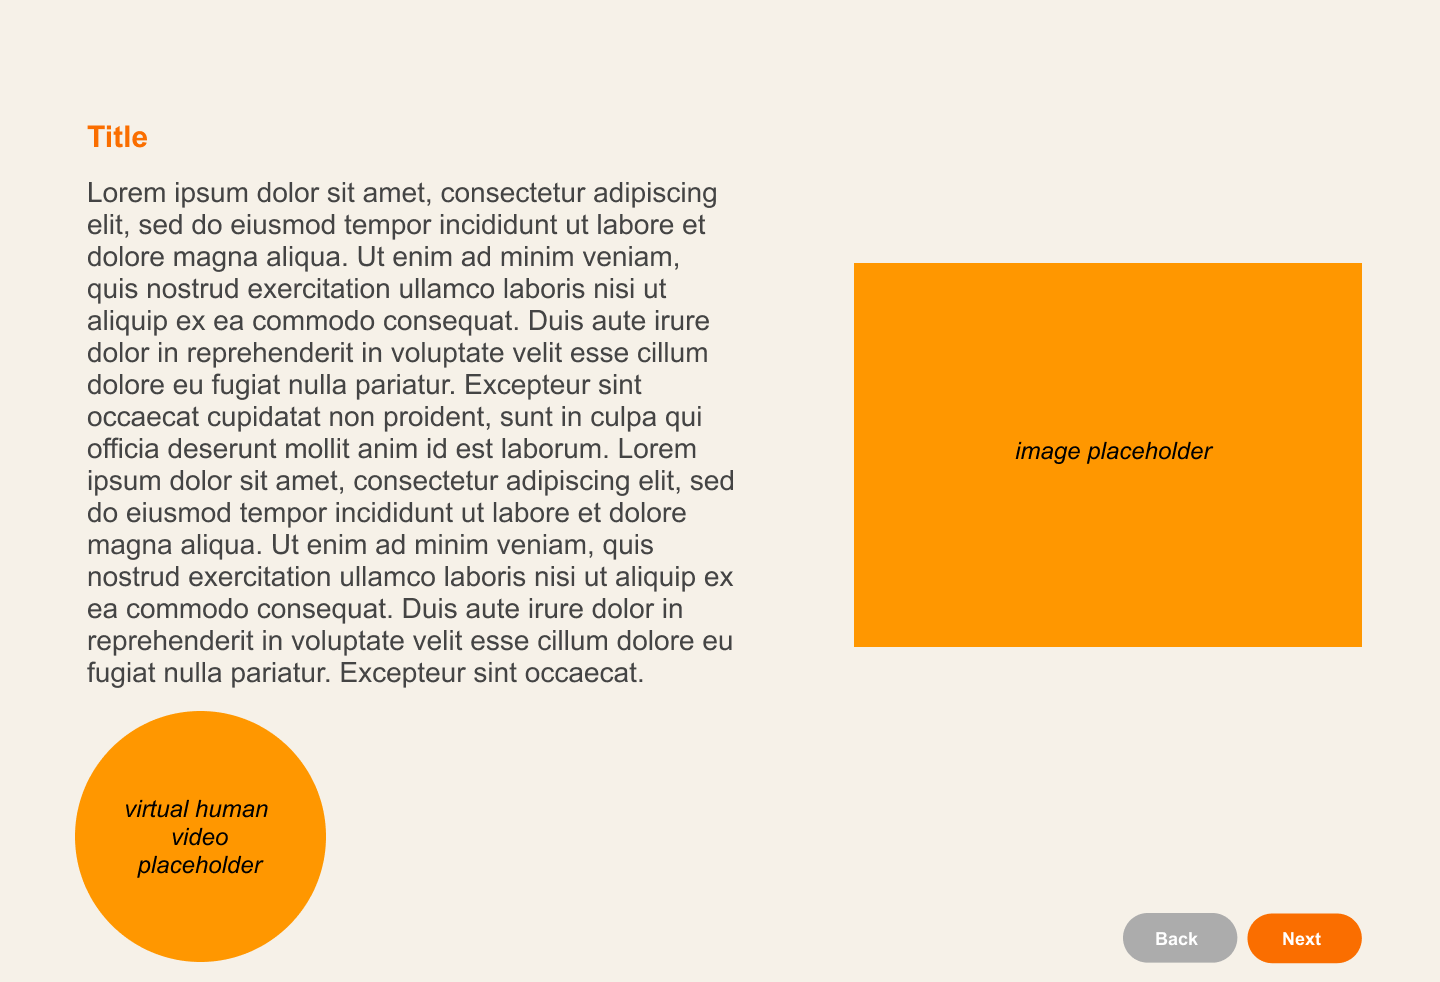 Title
Lorem ipsum dolor sit amet, consectetur adipiscing
elit, sed do eiusmod tempor incididunt ut labore et
dolore magna aliqua. Ut enim ad minim veniam,
quis nostrud exercitation ullamco laboris nisi ut
aliquip ex ea commodo consequat. Duis aute irure
dolor in reprehenderit in voluptate velit esse cillum
dolore eu fugiat nulla pariatur. Excepteur sint
occaecat cupidatat non proident, sunt in culpa qui
officia deserunt mollit anim id est laborum. Lorem
ipsum dolor sit amet, consectetur adipiscing elit, sed
do eiusmod tempor incididunt ut labore et dolore
magna aliqua. Ut enim ad minim veniam, quis
nostrud exercitation ullamco laboris nisi ut aliquip ex
ea commodo consequat. Duis aute irure dolor in
reprehenderit in voluptate velit esse cillum dolore eu
fugiat nulla pariatur. Excepteur sint occaecat.
image placeholder
virtual human
video
placeholder
Back
Next